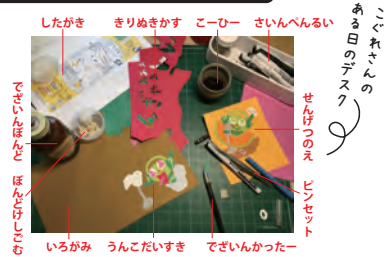 こぐれさんの
ある日のデスク
したがき
きりぬきかす
こーひー
さいんぺんるい
せんげつのえ
ピンセット
でざいんぼんど
ぼんどけしごむ
いろがみ
うんこだいすき
でざいんかったー